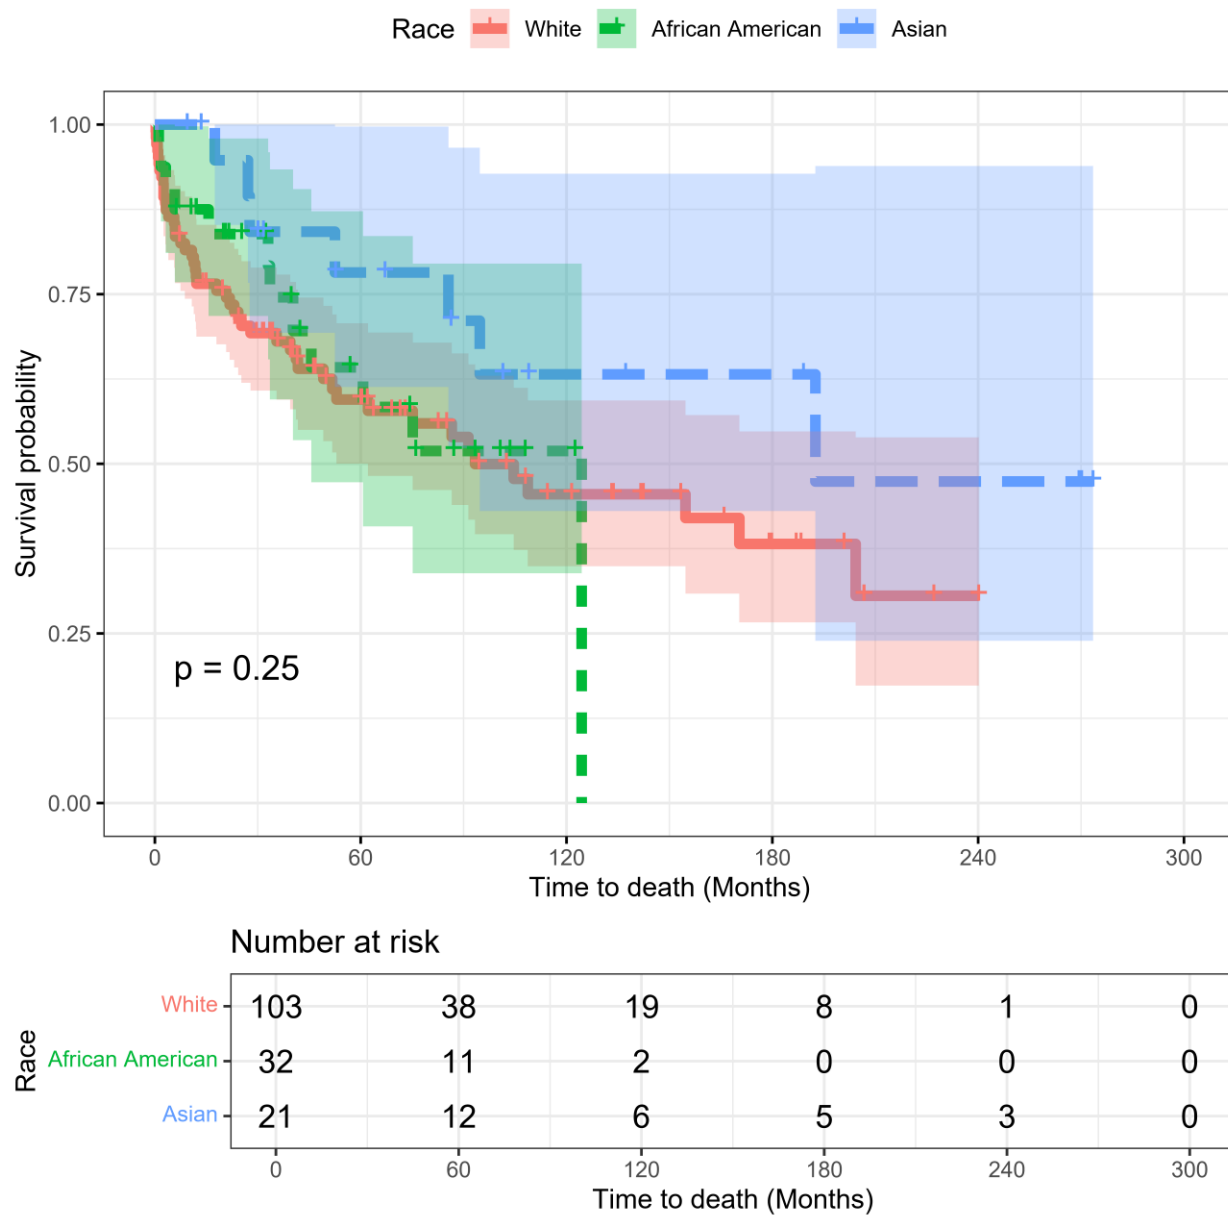 Race White African American Asian
Survival probability
1.00
0.75
0.50
0.25
0.00
p = 0.25
0 60 120 180 240 300
Time to death (Months)
Number at risk
Race
White 103 38 19 8 1 0
African American 32 11 2 0 0 0
Asian 21 12 6 5 3 0
0 60 120 180 240 300
Time to death (Months)